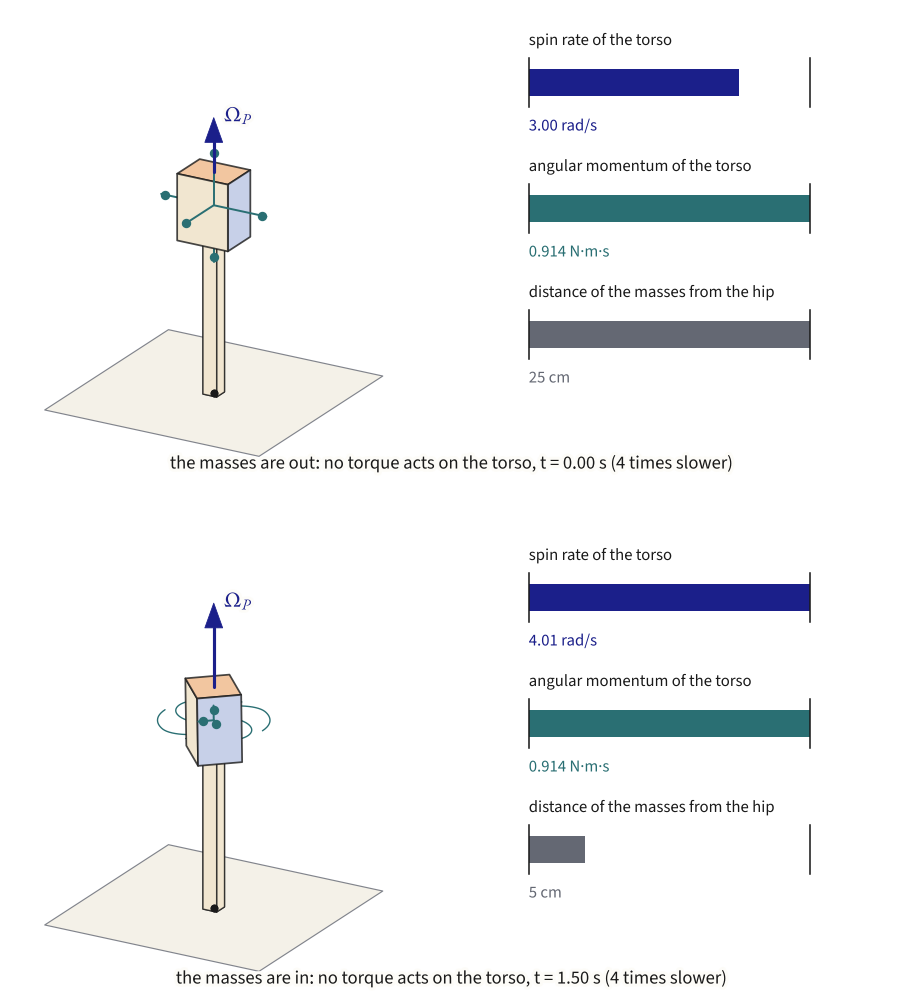 spin rate of the torso
Ω_P
3.00 rad/s
angular momentum of the torso
0.914 N·m·s
distance of the masses from the hip
25 cm
the masses are out: no torque acts on the torso, t = 0.00 s (4 times slower)
spin rate of the torso
Ω_P
4.01 rad/s
angular momentum of the torso
0.914 N·m·s
distance of the masses from the hip
5 cm
the masses are in: no torque acts on the torso, t = 1.50 s (4 times slower)